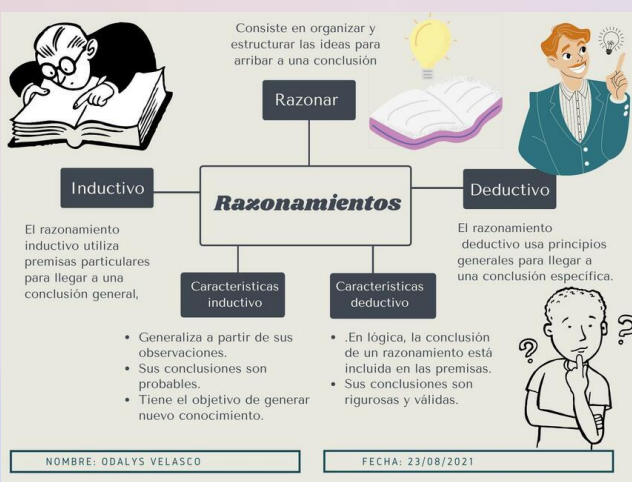 Consiste en organizar y
estructurar las ideas para
arribar a una conclusión
Razonar
Inductivo
Razonamientos
Deductivo
El razonamiento
inductivo utiliza
premisas particulares
para llegar a una
conclusión general,
El razonamiento
deductivo usa principios
generales para llegar a
una conclusión específica.
Características
inductivo
Características
deductivo
• Generaliza a partir de sus
observaciones.
• Sus conclusiones son
probables.
• Tiene el objetivo de generar
nuevo conocimiento.
• .En lógica, la conclusión
de un razonamiento está
incluida en las premisas.
• Sus conclusiones son
rigurosas y válidas.
NOMBRE: ODALYS VELASCO
FECHA: 23/08/2021